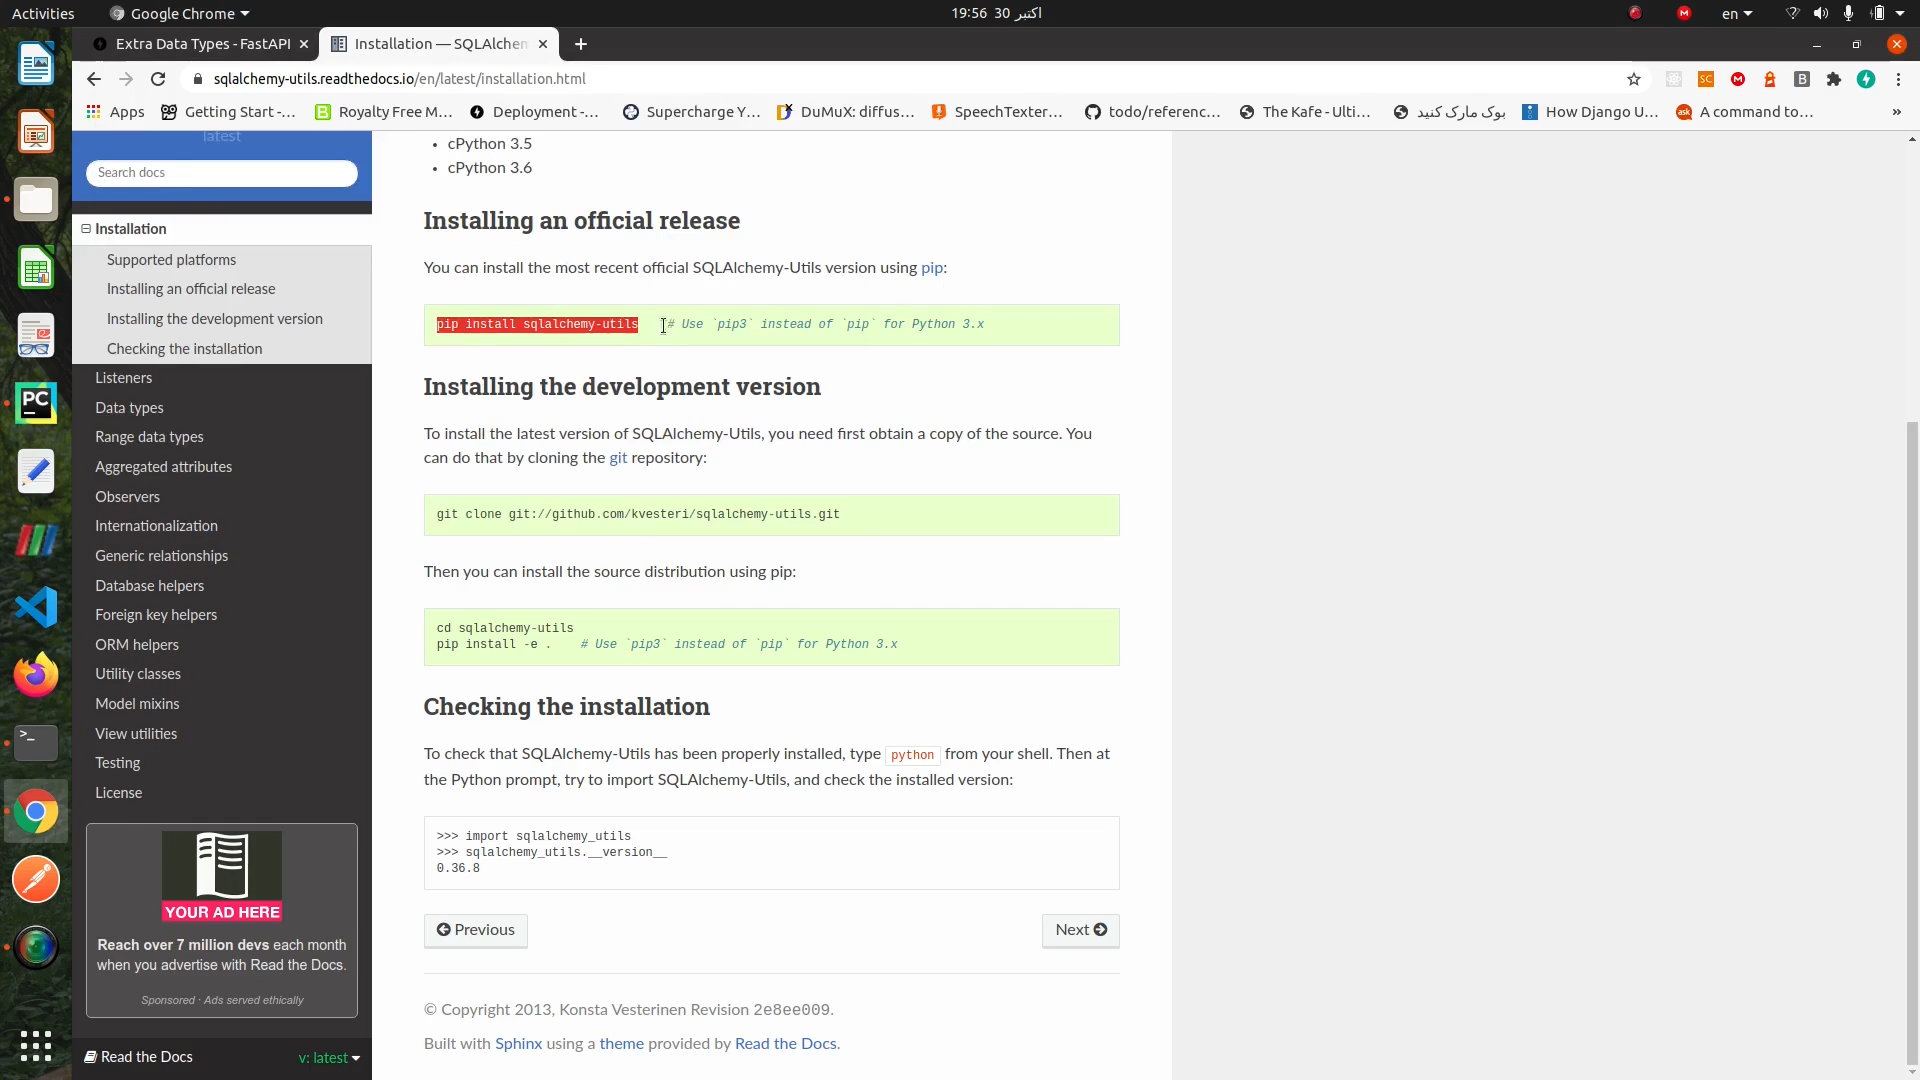 Activities
Google Chrome
19:56 30 اکتبر
en
Extra Data Types - FastAPI
Installation — SQLAlchem
sqlalchemy-utils.readthedocs.io/en/latest/installation.html
SC
M
B
Apps
Getting Start -...
Royalty Free M...
Deployment -...
Supercharge Y...
DuMuX: diffus...
SpeechTexter...
todo/referenc...
The Kafe - Ulti...
بوک مارک کنید
How Django U...
A command to...
»
latest
Search docs
Installation
Supported platforms
Installing an official release
Installing the development version
Checking the installation
Listeners
Data types
Range data types
Aggregated attributes
Observers
Internationalization
Generic relationships
Database helpers
Foreign key helpers
ORM helpers
Utility classes
Model mixins
View utilities
Testing
License
YOUR AD HERE
Reach over 7 million devs each month
when you advertise with Read the Docs.
Sponsored · Ads served ethically
Read the Docs
v: latest
PC
>_
• cPython 3.5
• cPython 3.6
Installing an official release
You can install the most recent official SQLAlchemy-Utils version using pip:
pip install sqlalchemy-utils # Use `pip3` instead of `pip` for Python 3.x
Installing the development version
To install the latest version of SQLAlchemy-Utils, you need first obtain a copy of the source. You
can do that by cloning the git repository:
git clone git://github.com/kvesteri/sqlalchemy-utils.git
Then you can install the source distribution using pip:
cd sqlalchemy-utils
pip install -e . # Use `pip3` instead of `pip` for Python 3.x
Checking the installation
To check that SQLAlchemy-Utils has been properly installed, type python from your shell. Then at
the Python prompt, try to import SQLAlchemy-Utils, and check the installed version:
>>> import sqlalchemy_utils
>>> sqlalchemy_utils.__version__
0.36.8
Previous
Next
© Copyright 2013, Konsta Vesterinen Revision 2e8ee009.
Built with Sphinx using a theme provided by Read the Docs.